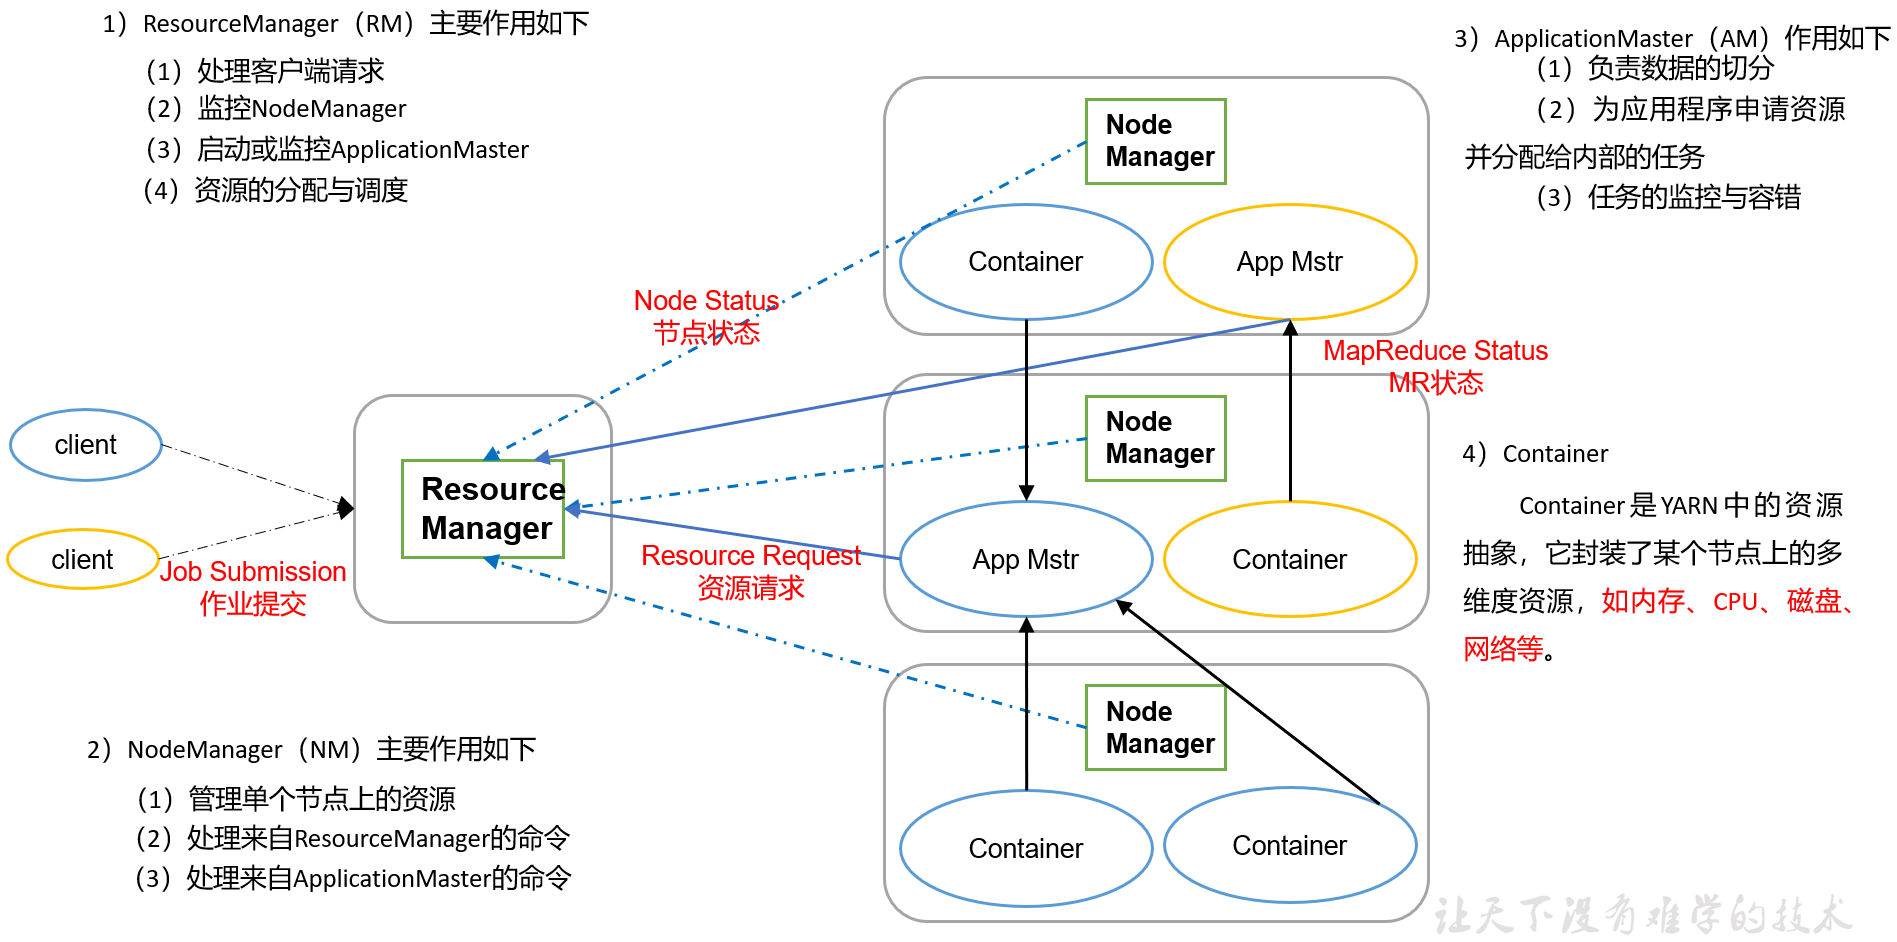 1）ResourceManager（RM）主要作用如下
（1）处理客户端请求
（2）监控NodeManager
（3）启动或监控ApplicationMaster
（4）资源的分配与调度
3）ApplicationMaster（AM）作用如下
（1）负责数据的切分
（2）为应用程序申请资源
并分配给内部的任务
（3）任务的监控与容错
Node
Manager
Container
App Mstr
Node Status
节点状态
MapReduce Status
MR状态
Node
Manager
client
Resource
Manager
client
Job Submission
作业提交
Resource Request
资源请求
App Mstr
Container
4）Container
Container是YARN中的资源
抽象，它封装了某个节点上的多
维度资源，如内存、CPU、磁盘、
网络等。
Node
Manager
Container
Container
2）NodeManager（NM）主要作用如下
（1）管理单个节点上的资源
（2）处理来自ResourceManager的命令
（3）处理来自ApplicationMaster的命令
让天下没有难学的技术